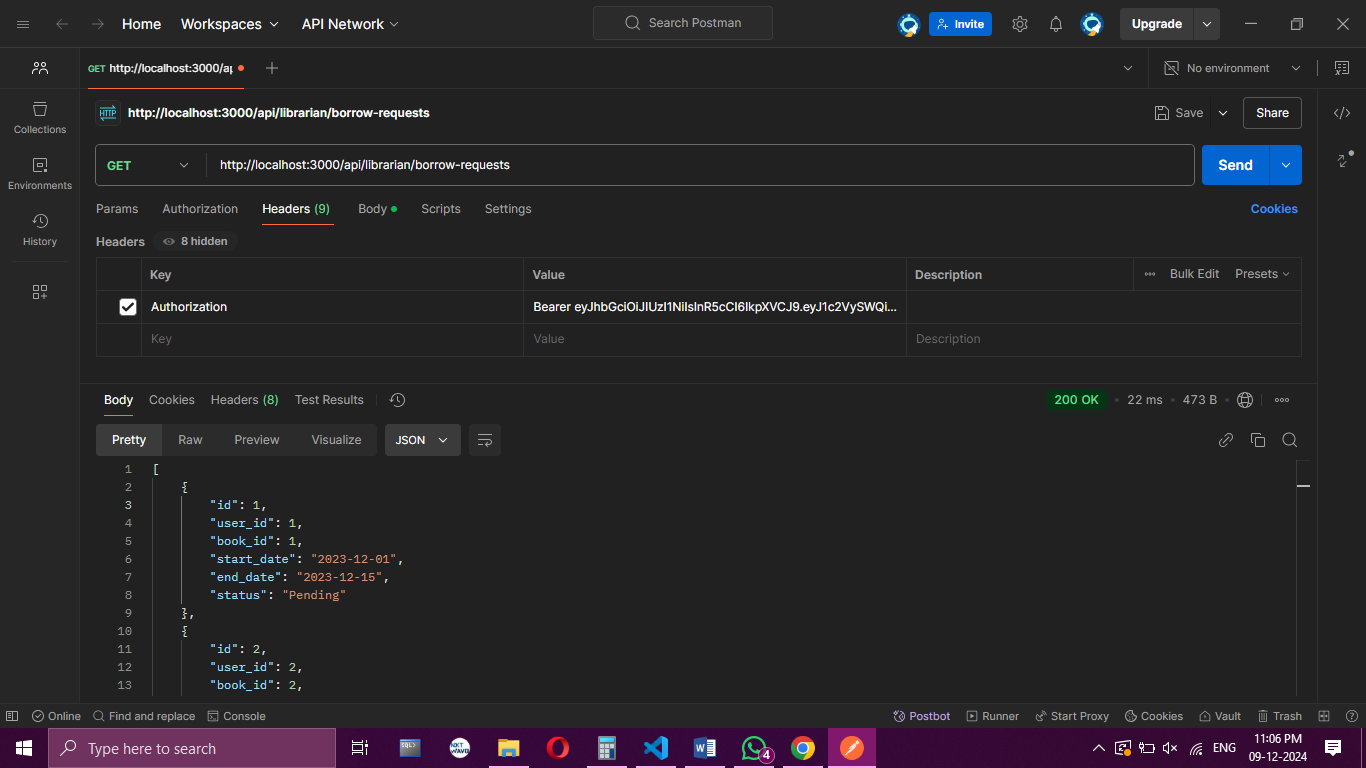 Home Workspaces API Network Search Postman Invite Upgrade
GET http://localhost:3000/ap No environment
HTTP http://localhost:3000/api/librarian/borrow-requests Save Share
Collections
GET http://localhost:3000/api/librarian/borrow-requests Send
Environments
Params Authorization Headers (9) Body Scripts Settings Cookies
History
Headers 8 hidden
Key Value Description Bulk Edit Presets
Authorization Bearer eyJhbGciOiJIUzI1NiIsInR5cCI6IkpXVCJ9.eyJ1c2VySWQi...
Key Value Description
Body Cookies Headers (8) Test Results 200 OK 22 ms 473 B
Pretty Raw Preview Visualize JSON
1 [
2 {
3 "id": 1,
4 "user_id": 1,
5 "book_id": 1,
6 "start_date": "2023-12-01",
7 "end_date": "2023-12-15",
8 "status": "Pending"
9 },
10 {
11 "id": 2,
12 "user_id": 2,
13 "book_id": 2,
Online Find and replace Console Postbot Runner Start Proxy Cookies Vault Trash
Type here to search SQL NXT WAVE 4 ENG 11:06 PM
09-12-2024